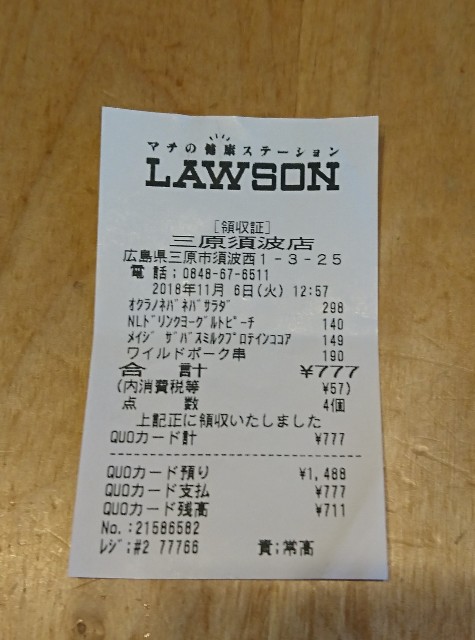 マチの健康ステーション
LAWSON
[領収証]
三原須波店
広島県三原市須波西1-3-25
電話:0848-67-6511
2018年11月 6日(火) 12:57
ｵｸﾗﾉﾈﾊﾞﾈﾊﾞｻﾗﾀﾞ 298
NLﾄﾞﾘﾝｸﾖｰｸﾞﾙﾄﾋﾟｰﾁ 140
ﾒｲｼﾞ ｻﾞﾊﾞｽﾐﾙｸﾌﾟﾛﾃｲﾝｺｺｱ 149
ワイルドポーク串 190
合 計 ¥777
(内消費税等 ¥57)
点 数 4個
上記正に領収いたしました
QUOカード計 ¥777
QUOカード預り ¥1,488
QUOカード支払 ¥777
QUOカード残高 ¥711
No.:21586582
ﾚｼﾞ:#2 77766 責:常高